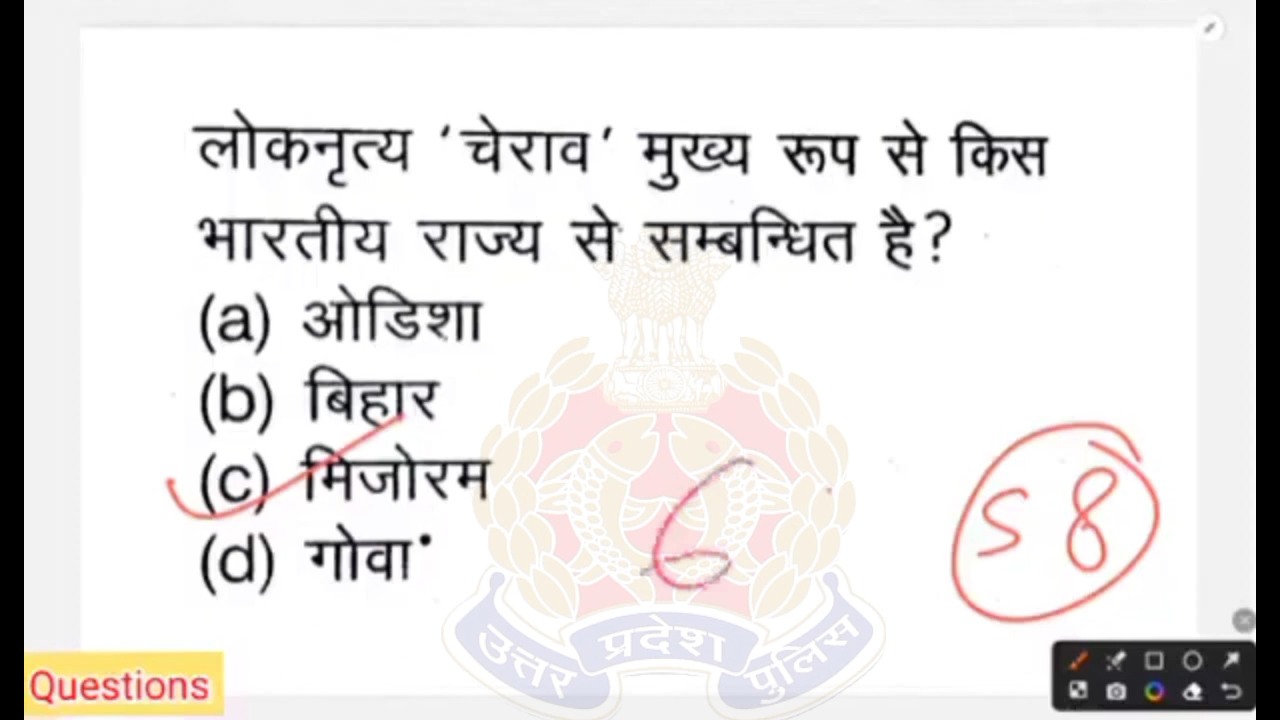 लोकनृत्य ‘चेराव’ मुख्य रूप से किस
भारतीय राज्य से सम्बन्धित है?
(a) ओडिशा
(b) बिहार
(c) मिजोरम
(d) गोवा
58
उत्तर प्रदेश पुलिस
Questions